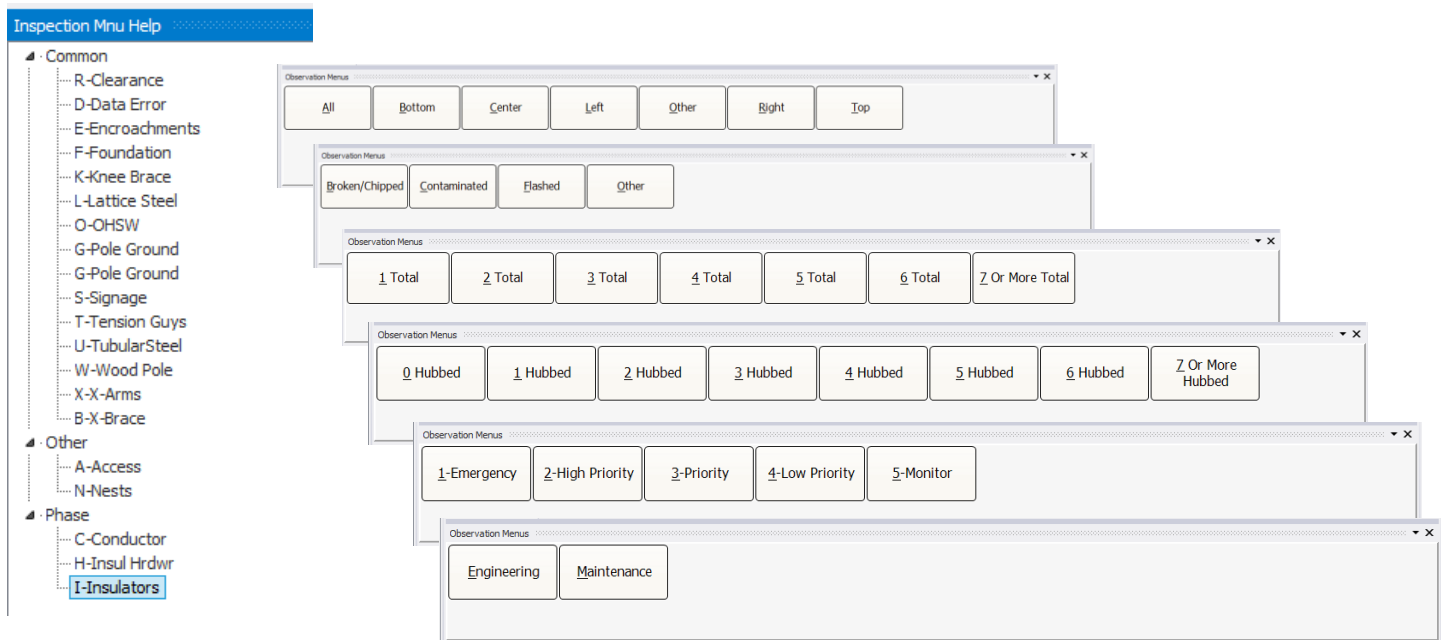 Inspection Mnu Help
Common
R-Clearance
D-Data Error
E-Encroachments
F-Foundation
K-Knee Brace
L-Lattice Steel
O-OHSW
G-Pole Ground
G-Pole Ground
S-Signage
T-Tension Guys
U-TubularSteel
W-Wood Pole
X-X-Arms
B-X-Brace
Other
A-Access
N-Nests
Phase
C-Conductor
H-Insul Hrdwr
I-Insulators
Observation Menus
All Bottom Center Left Other Right Top
Observation Menus
Broken/Chipped Contaminated Flashed Other
Observation Menus
1 Total 2 Total 3 Total 4 Total 5 Total 6 Total 7 Or More Total
Observation Menus
0 Hubbed 1 Hubbed 2 Hubbed 3 Hubbed 4 Hubbed 5 Hubbed 6 Hubbed 7 Or More
Hubbed
Observation Menus
1-Emergency 2-High Priority 3-Priority 4-Low Priority 5-Monitor
Observation Menus
Engineering Maintenance